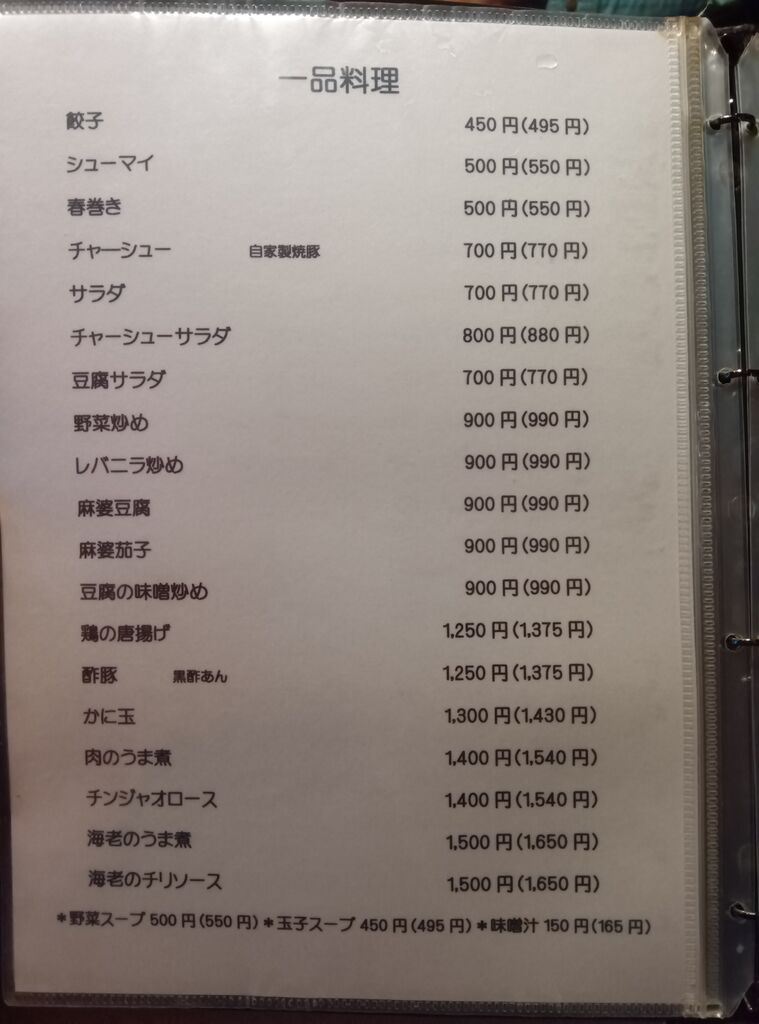 一品料理
餃子 450円(495円)
シューマイ 500円(550円)
春巻き 500円(550円)
チャーシュー 自家製焼豚 700円(770円)
サラダ 700円(770円)
チャーシューサラダ 800円(880円)
豆腐サラダ 700円(770円)
野菜炒め 900円(990円)
レバニラ炒め 900円(990円)
麻婆豆腐 900円(990円)
麻婆茄子 900円(990円)
豆腐の味噌炒め 900円(990円)
鶏の唐揚げ 1,250円(1,375円)
酢豚 黒酢あん 1,250円(1,375円)
かに玉 1,300円(1,430円)
肉のうま煮 1,400円(1,540円)
チンジャオロース 1,400円(1,540円)
海老のうま煮 1,500円(1,650円)
海老のチリソース 1,500円(1,650円)
＊野菜スープ 500円(550円)＊玉子スープ 450円(495円)＊味噌汁 150円(165円)